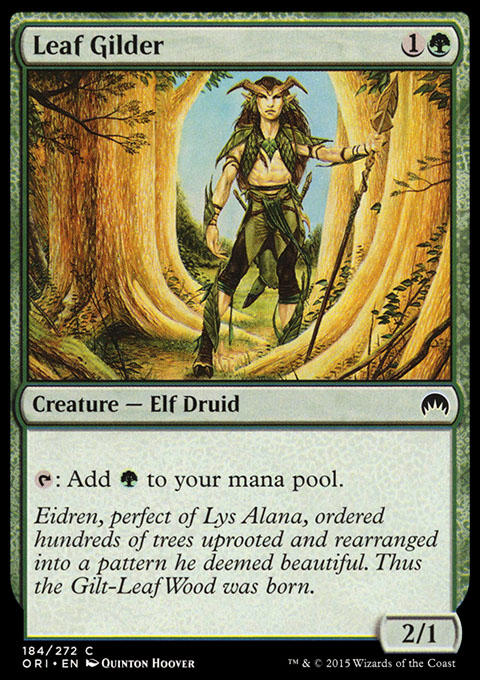 Leaf Gilder 1
Creature — Elf Druid
: Add to your mana pool.
Eidren, perfect of Lys Alana, ordered
hundreds of trees uprooted and rearranged
into a pattern he deemed beautiful. Thus
the Gilt-Leaf Wood was born.
2/1
184/272 C
ORI • EN Quinton Hoover
™ & © 2015 Wizards of the Coast